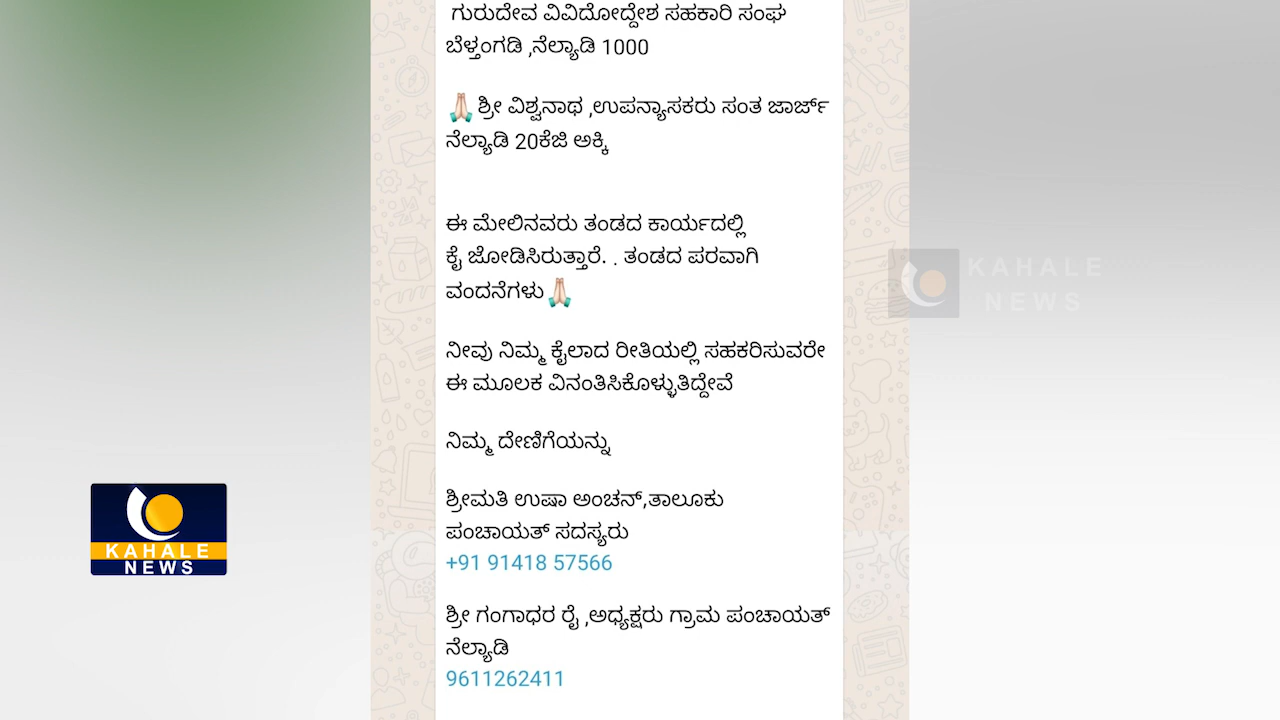 ಗುರುದೇವ ವಿವಿದೋದ್ದೇಶ ಸಹಕಾರಿ ಸಂಘ
ಬೆಳ್ತಂಗಡಿ ,ನೆಲ್ಯಾಡಿ 1000
🙏🏻ಶ್ರೀ ವಿಶ್ವನಾಥ ,ಉಪನ್ಯಾಸಕರು ಸಂತ ಜಾರ್ಜ್
ನೆಲ್ಯಾಡಿ 20ಕೆಜಿ ಅಕ್ಕಿ
ಈ ಮೇಲಿನವರು ತಂಡದ ಕಾರ್ಯದಲ್ಲಿ
ಕೈ ಜೋಡಿಸಿರುತ್ತಾರೆ. . ತಂಡದ ಪರವಾಗಿ
ವಂದನೆಗಳು🙏🏻
ನೀವು ನಿಮ್ಮ ಕೈಲಾದ ರೀತಿಯಲ್ಲಿ ಸಹಕರಿಸುವರೇ
ಈ ಮೂಲಕ ವಿನಂತಿಸಿಕೊಳ್ಳುತಿದ್ದೇವೆ
ನಿಮ್ಮ ದೇಣಿಗೆಯನ್ನು
ಶ್ರೀಮತಿ ಉಷಾ ಅಂಚನ್,ತಾಲೂಕು
ಪಂಚಾಯತ್ ಸದಸ್ಯರು
+91 91418 57566
ಶ್ರೀ ಗಂಗಾಧರ ರೈ ,ಅಧ್ಯಕ್ಷರು ಗ್ರಾಮ ಪಂಚಾಯತ್
ನೆಲ್ಯಾಡಿ
9611262411
KAHALE
NEWS
KAHALE
NEWS